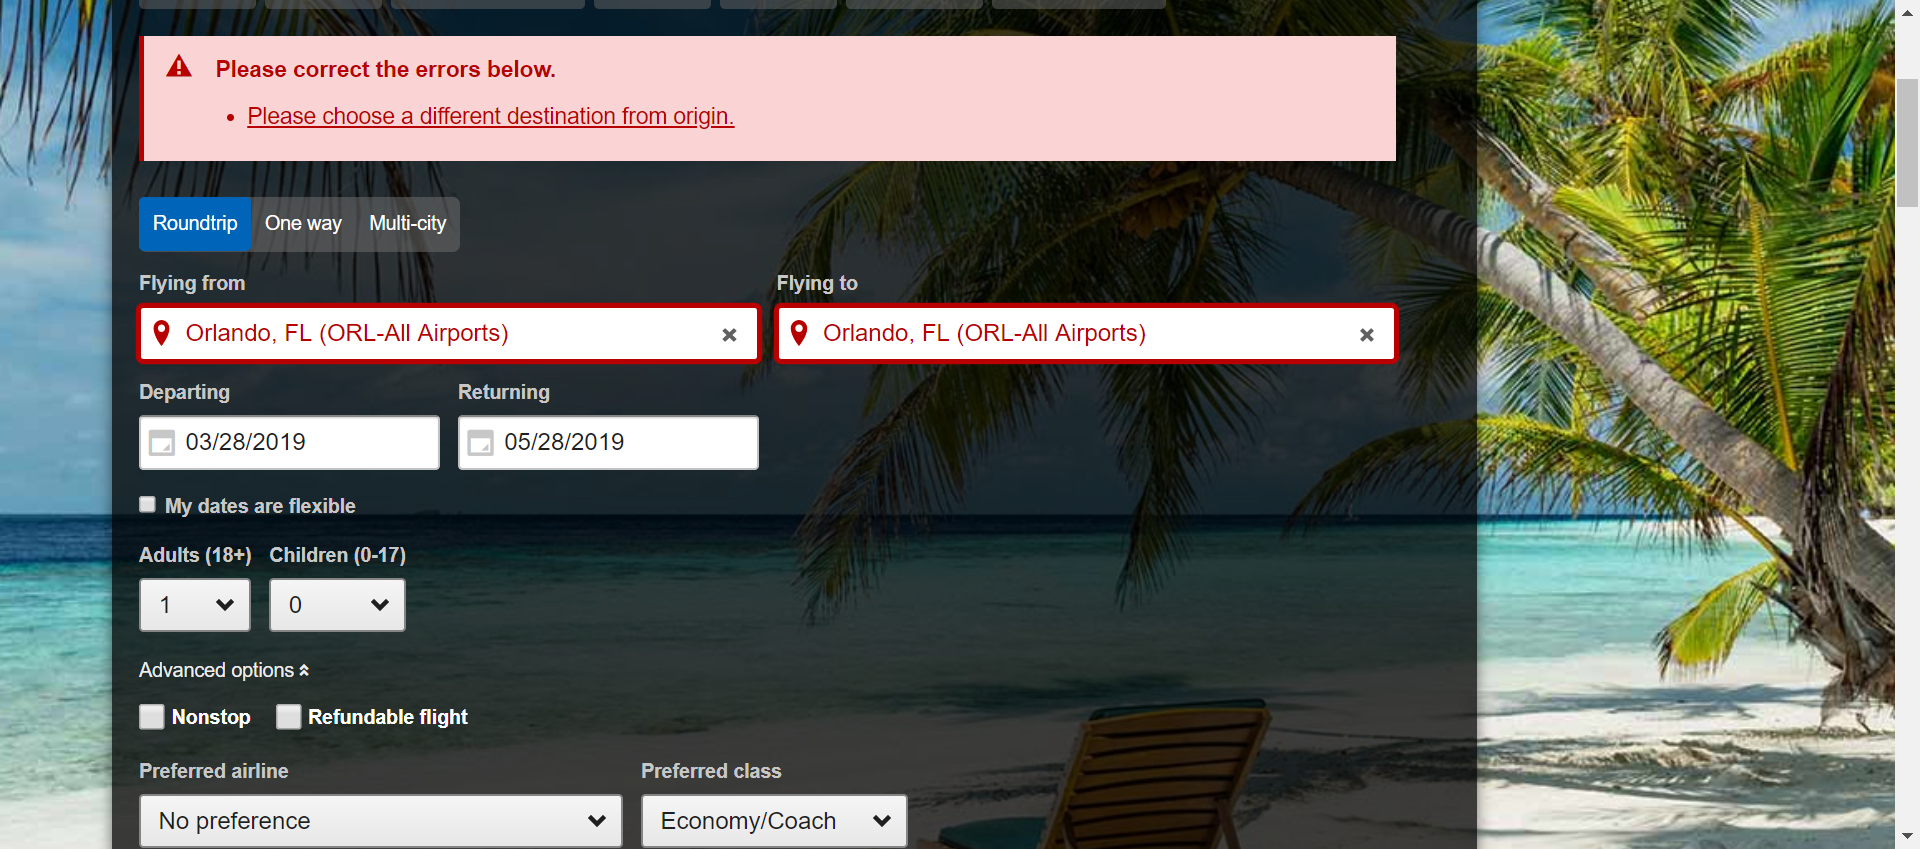 Please correct the errors below.
Please choose a different destination from origin.
Roundtrip One way Multi-city
Flying from Flying to
Orlando, FL (ORL-All Airports) Orlando, FL (ORL-All Airports)
Departing Returning
03/28/2019 05/28/2019
My dates are flexible
Adults (18+) Children (0-17)
1 0
Advanced options
Nonstop Refundable flight
Preferred airline Preferred class
No preference Economy/Coach